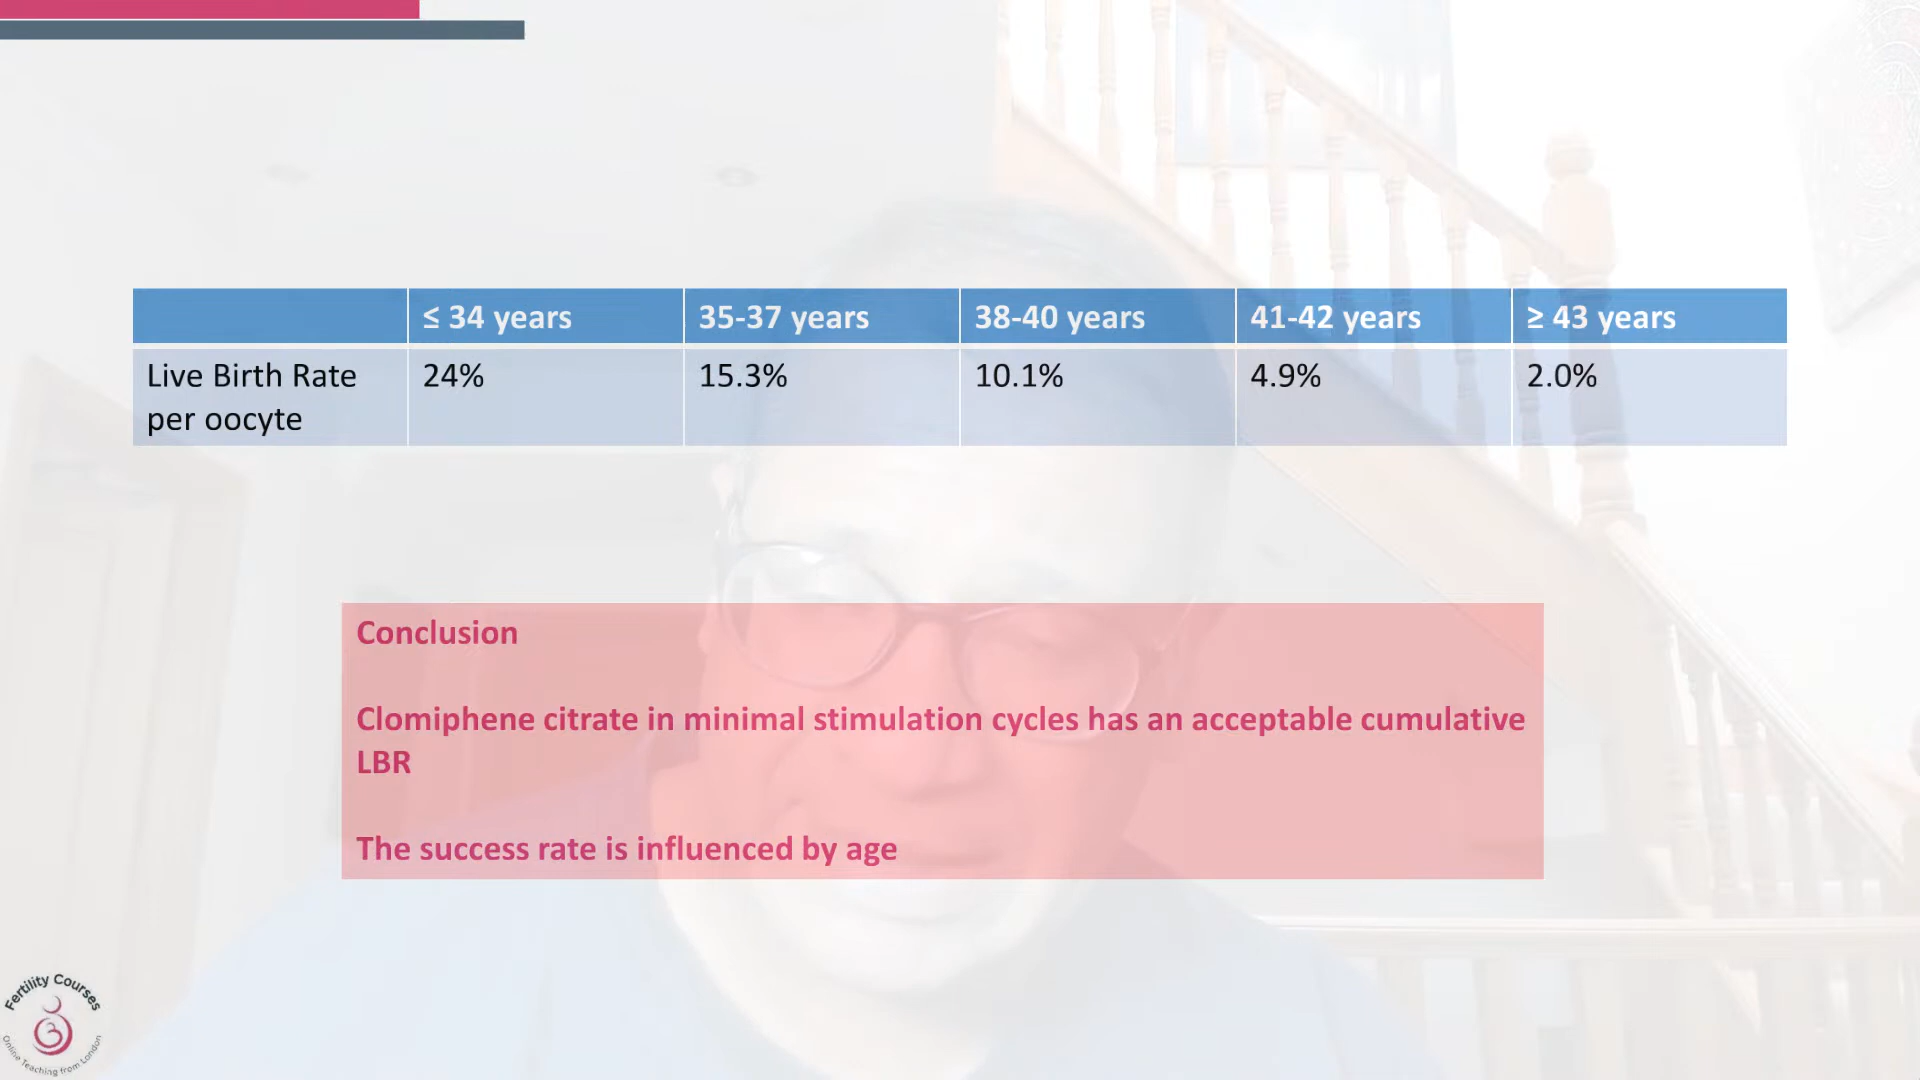 ≤ 34 years 35-37 years 38-40 years 41-42 years ≥ 43 years
Live Birth Rate 24% 15.3% 10.1% 4.9% 2.0%
per oocyte
Conclusion
Clomiphene citrate in minimal stimulation cycles has an acceptable cumulative
LBR
The success rate is influenced by age
Fertility Courses
Online Teaching from London